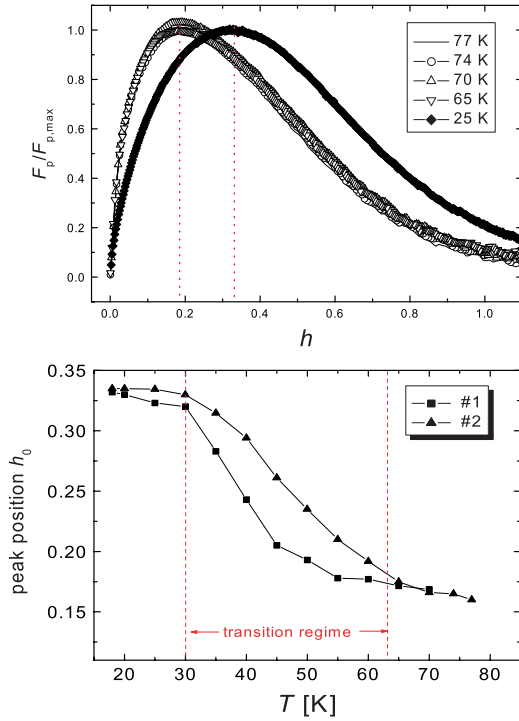 F_p/F_p,max
1.0
0.8
0.6
0.4
0.2
0.0
77 K
74 K
70 K
65 K
25 K
0.0 0.2 0.4 0.6 0.8 1.0
h
peak position h_0
0.35
0.30
0.25
0.20
0.15
#1
#2
transition regime
20 30 40 50 60 70 80
T [K]